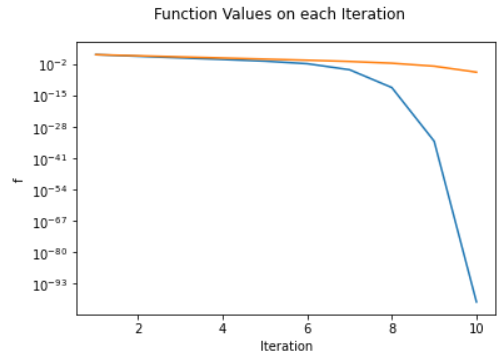 Function Values on each Iteration
10⁻²
10⁻¹⁵
10⁻²⁸
10⁻⁴¹
10⁻⁵⁴
10⁻⁶⁷
10⁻⁸⁰
10⁻⁹³
f
2 4 6 8 10
Iteration